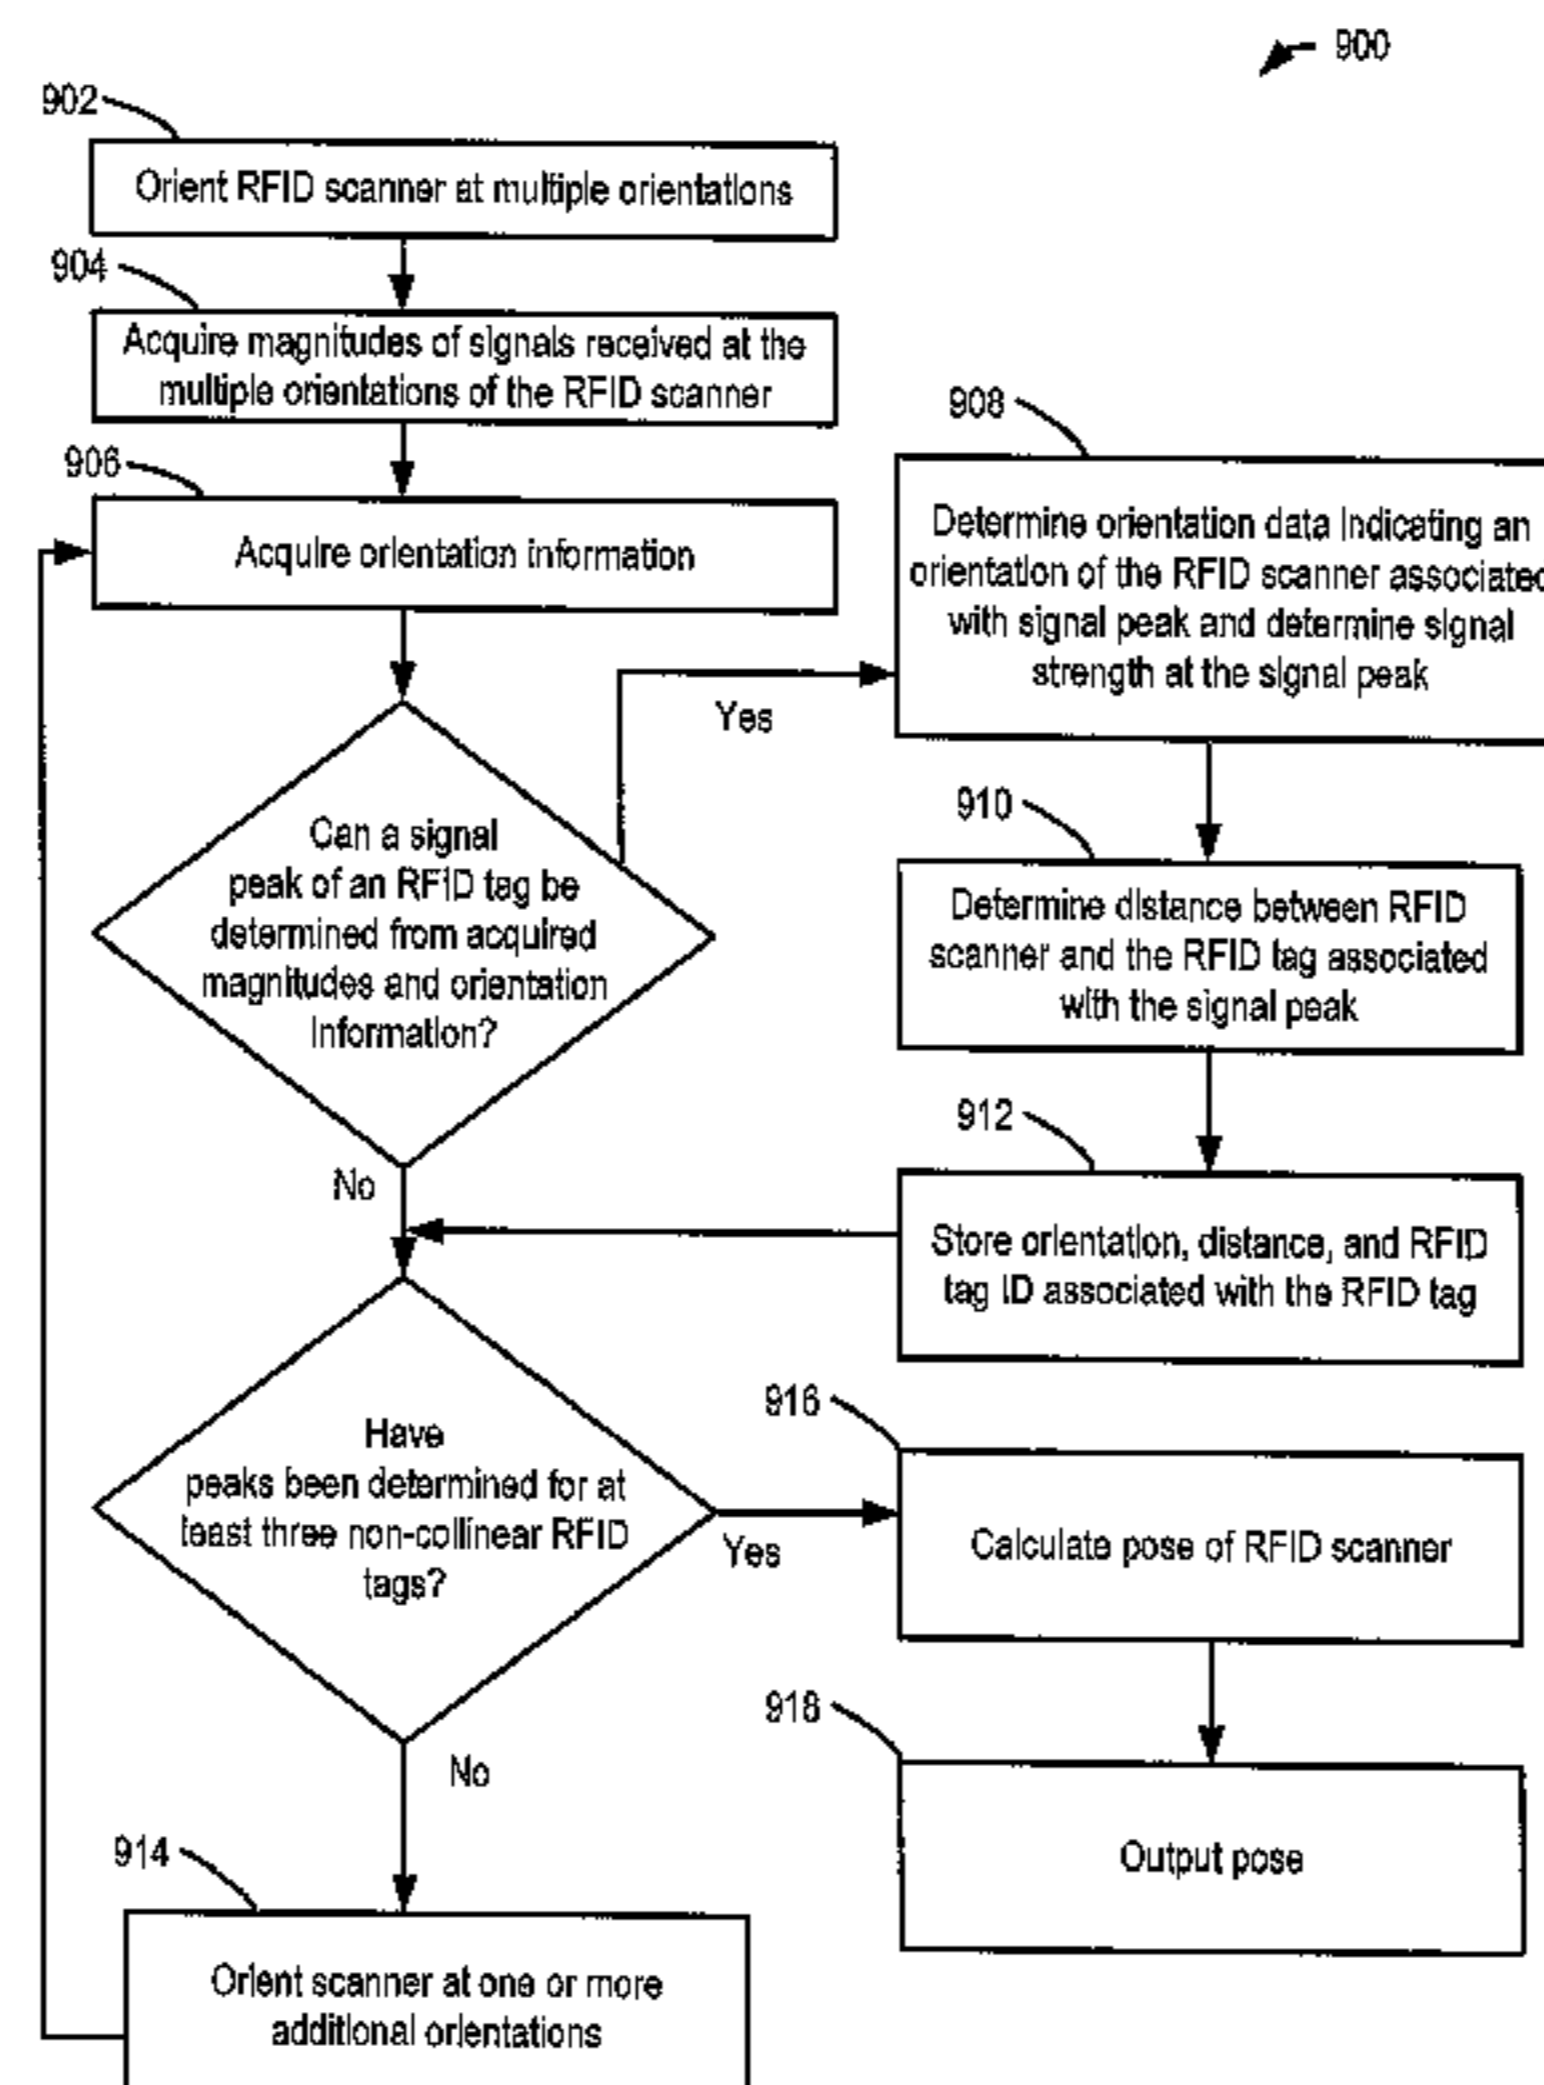 900
902
Orient RFID scanner at multiple orientations
904
Acquire magnitudes of signals received at the
multiple orientations of the RFID scanner
906
Acquire orientation information
Can a signal
peak of an RFID tag be
determined from acquired
magnitudes and orientation
information?
Yes
No
908
Determine orientation data indicating an
orientation of the RFID scanner associated
with signal peak and determine signal
strength at the signal peak
910
Determine distance between RFID
scanner and the RFID tag associated
with the signal peak
912
Store orientation, distance, and RFID
tag ID associated with the RFID tag
Have
peaks been determined for at
least three non-collinear RFID
tags?
Yes
No
914
Orient scanner at one or more
additional orientations
916
Calculate pose of RFID scanner
918
Output pose